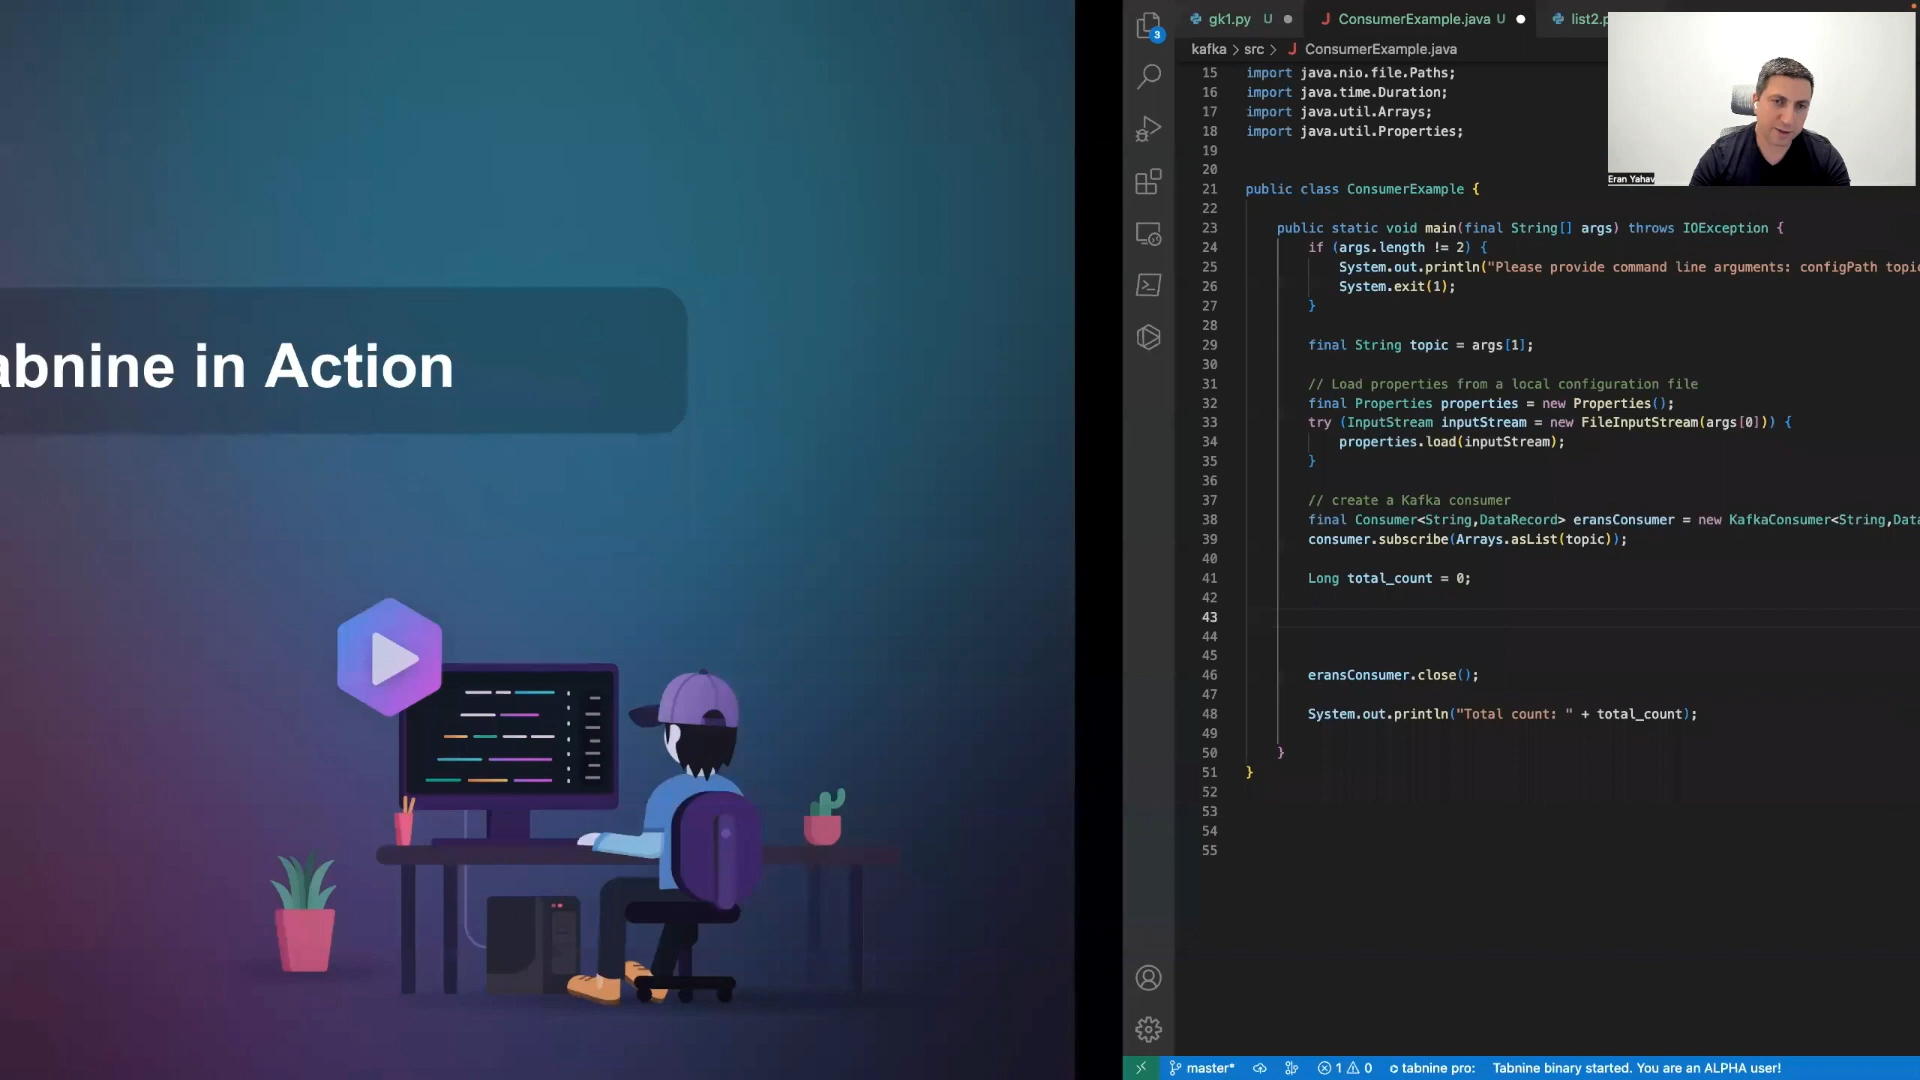 abnine in Action
3
gk1.py U
ConsumerExample.java U
list2.p
kafka > src > ConsumerExample.java
Eran Yahav
15 import java.nio.file.Paths;
16 import java.time.Duration;
17 import java.util.Arrays;
18 import java.util.Properties;
19
20
21 public class ConsumerExample {
22
23 public static void main(final String[] args) throws IOException {
24 if (args.length != 2) {
25 System.out.println("Please provide command line arguments: configPath topic
26 System.exit(1);
27 }
28
29 final String topic = args[1];
30
31 // Load properties from a local configuration file
32 final Properties properties = new Properties();
33 try (InputStream inputStream = new FileInputStream(args[0])) {
34 properties.load(inputStream);
35 }
36
37 // create a Kafka consumer
38 final Consumer<String,DataRecord> eransConsumer = new KafkaConsumer<String,Data
39 consumer.subscribe(Arrays.asList(topic));
40
41 Long total_count = 0;
42
43
44
45
46 eransConsumer.close();
47
48 System.out.println("Total count: " + total_count);
49
50 }
51 }
52
53
54
55
master* 1 0 tabnine pro: Tabnine binary started. You are an ALPHA user!